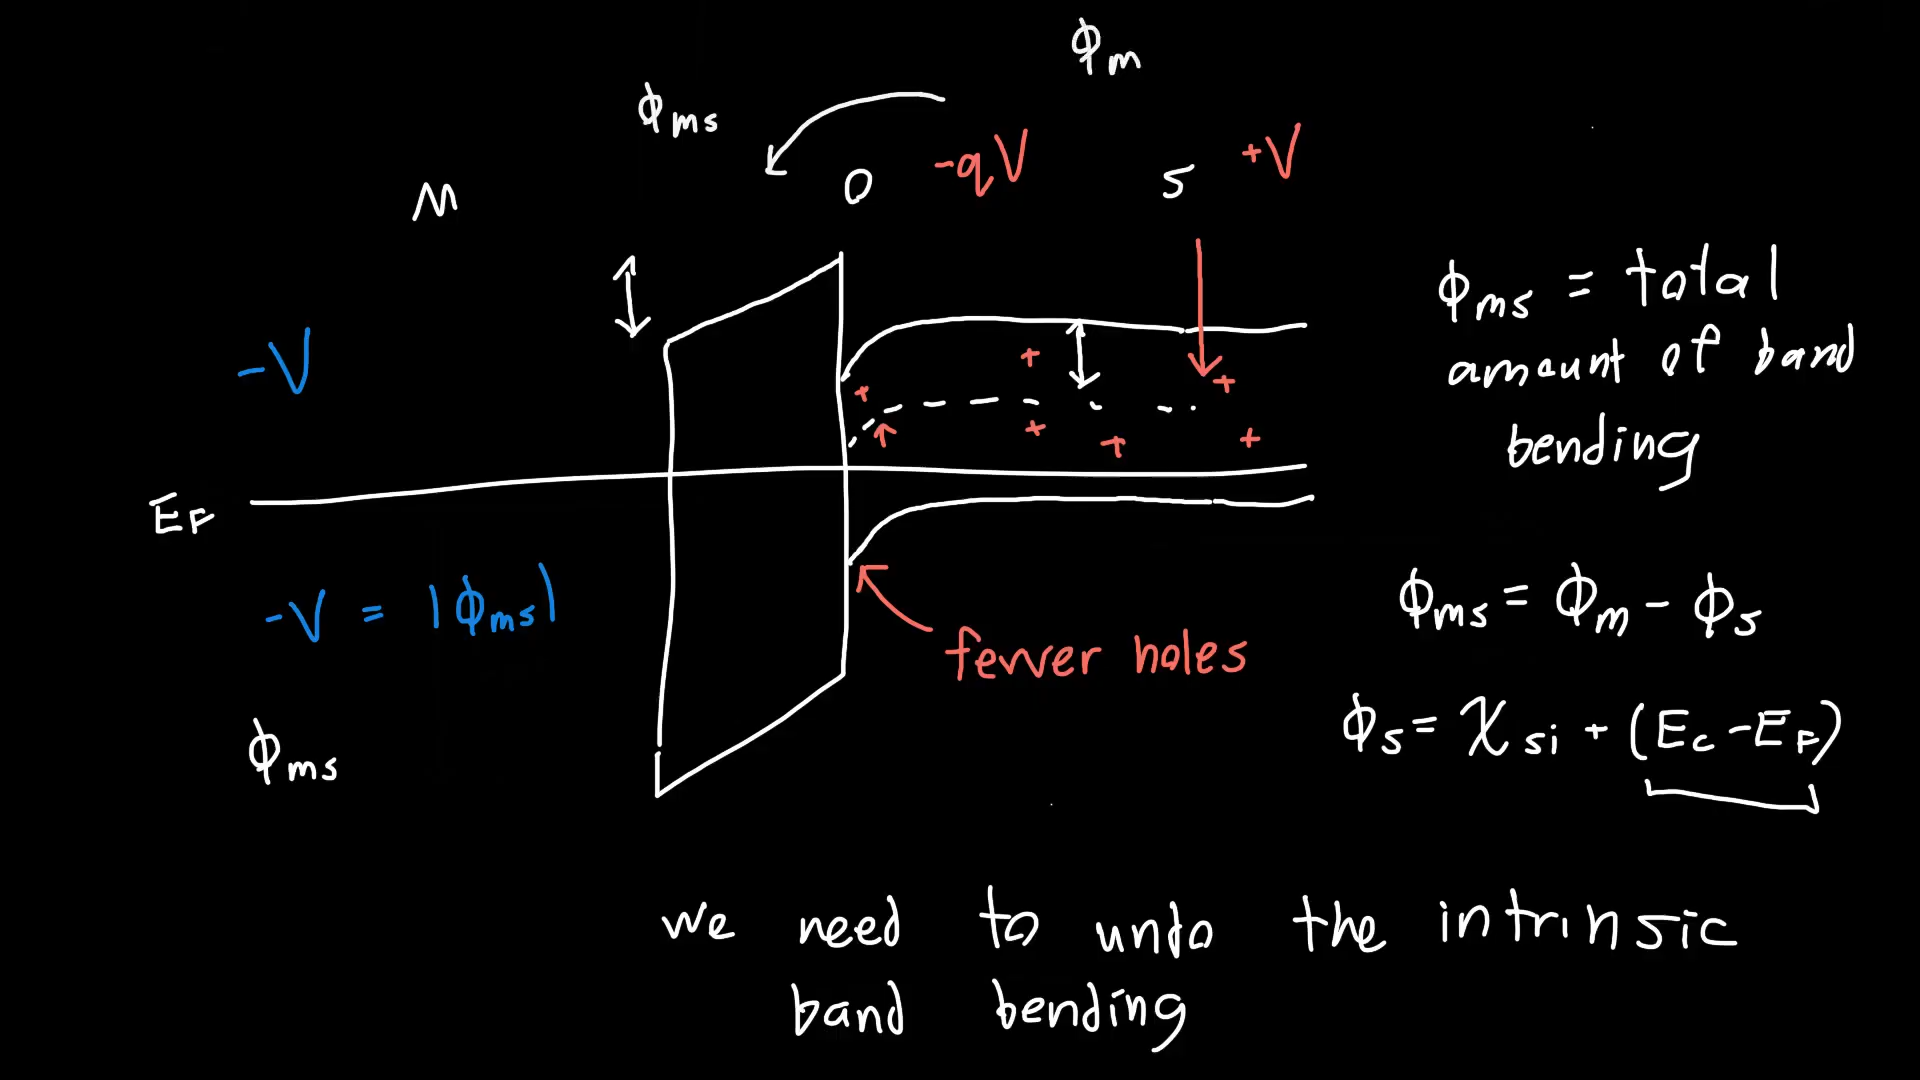 ϕm
ϕms
M
O
-qV
S
+V
-V
ϕms = total
amount of band
bending
EF
-V = |ϕms|
fewer holes
ϕms = ϕm - ϕs
ϕms
ϕs = χsi + (Ec - EF)
we need to undo the intrinsic
band bending